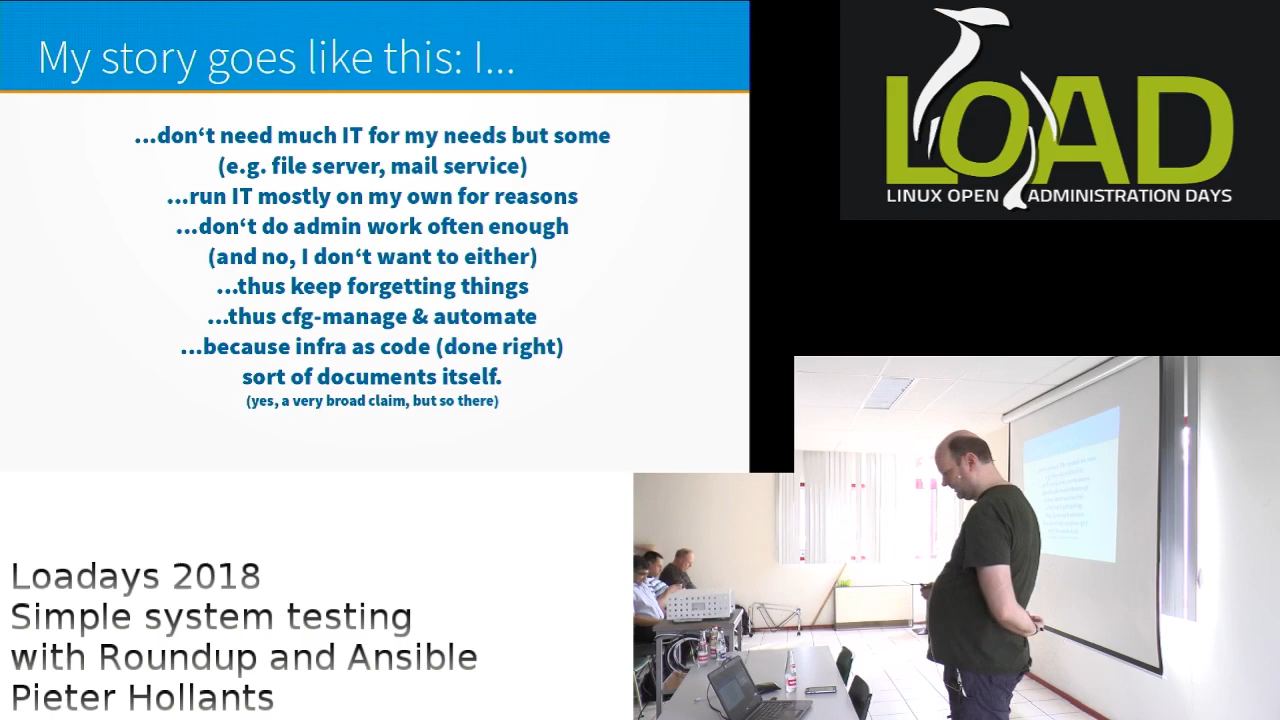 My story goes like this: I...
...don‘t need much IT for my needs but some
(e.g. file server, mail service)
...run IT mostly on my own for reasons
...don‘t do admin work often enough
(and no, I don‘t want to either)
...thus keep forgetting things
...thus cfg-manage & automate
...because infra as code (done right)
sort of documents itself.
(yes, a very broad claim, but so there)
LOAD
LINUX OPEN ADMINISTRATION DAYS
Loadays 2018
Simple system testing
with Roundup and Ansible
Pieter Hollants